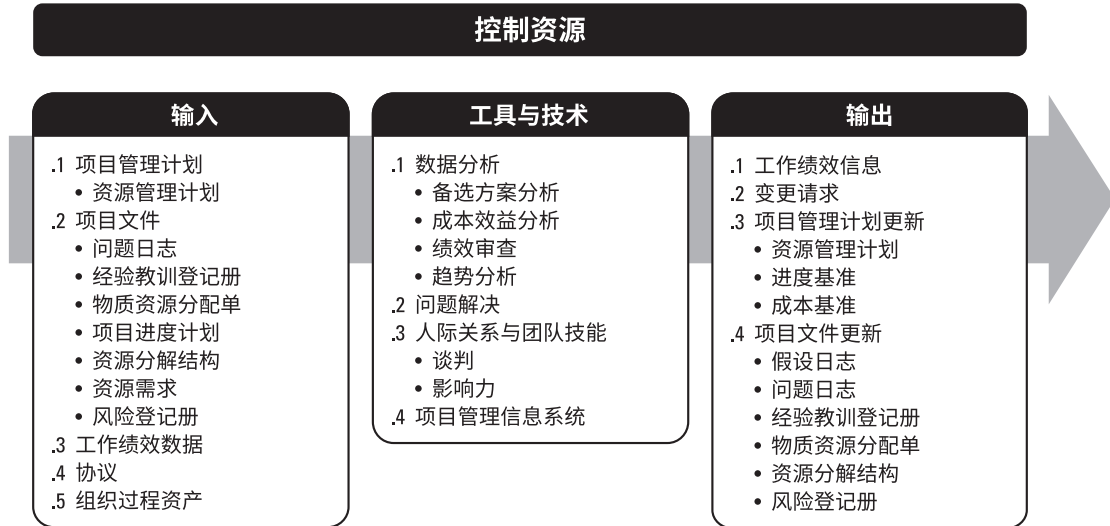 控制资源
输入
.1 项目管理计划
• 资源管理计划
.2 项目文件
• 问题日志
• 经验教训登记册
• 物质资源分配单
• 项目进度计划
• 资源分解结构
• 资源需求
• 风险登记册
.3 工作绩效数据
.4 协议
.5 组织过程资产
工具与技术
.1 数据分析
• 备选方案分析
• 成本效益分析
• 绩效审查
• 趋势分析
.2 问题解决
.3 人际关系与团队技能
• 谈判
• 影响力
.4 项目管理信息系统
输出
.1 工作绩效信息
.2 变更请求
.3 项目管理计划更新
• 资源管理计划
• 进度基准
• 成本基准
.4 项目文件更新
• 假设日志
• 问题日志
• 经验教训登记册
• 物质资源分配单
• 资源分解结构
• 风险登记册